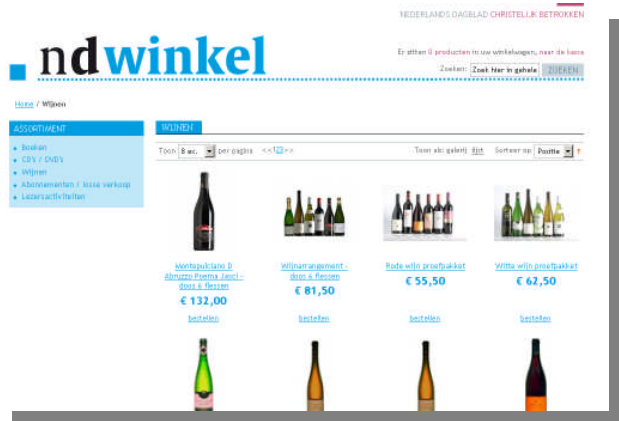 NEDERLANDS DAGBLAD CHRISTELIJK BETROKKEN
ndwinkel
Er zitten 0 producten in uw winkelwagen, naar de kassa
Zoeken: Zoek hier in gehele ZOEKEN
Home / Wijnen
ASSORTIMENT
Boeken
CD's / DVD's
Wijnen
Abonnementen / losse verkoop
Lezersactiviteiten
WIJNEN
Toon 8 ex. per pagina <<123>> Toon als: galerij lijst Sorteer op Positie
Montepulciano D
Abruzzo Poema Jasci -
doos 6 flessen
€ 132,00
bestellen
Wijnarrangement -
doos 6 flessen
€ 81,50
bestellen
Rode wijn proefpakket
€ 55,50
bestellen
Witte wijn proefpakket
€ 62,50
bestellen